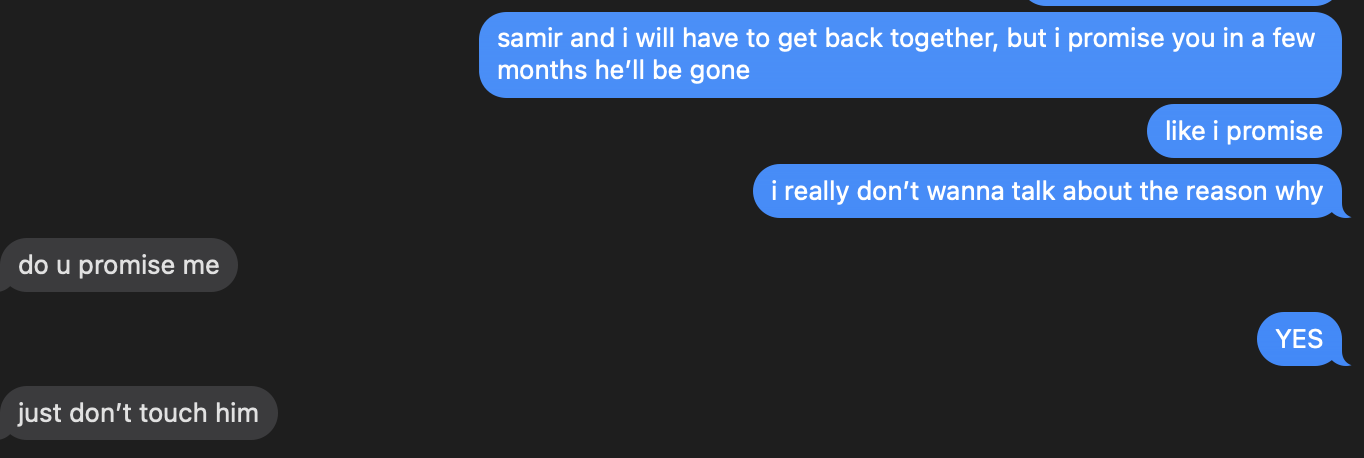 samir and i will have to get back together, but i promise you in a few
months he’ll be gone
like i promise
i really don’t wanna talk about the reason why
do u promise me
YES
just don’t touch him